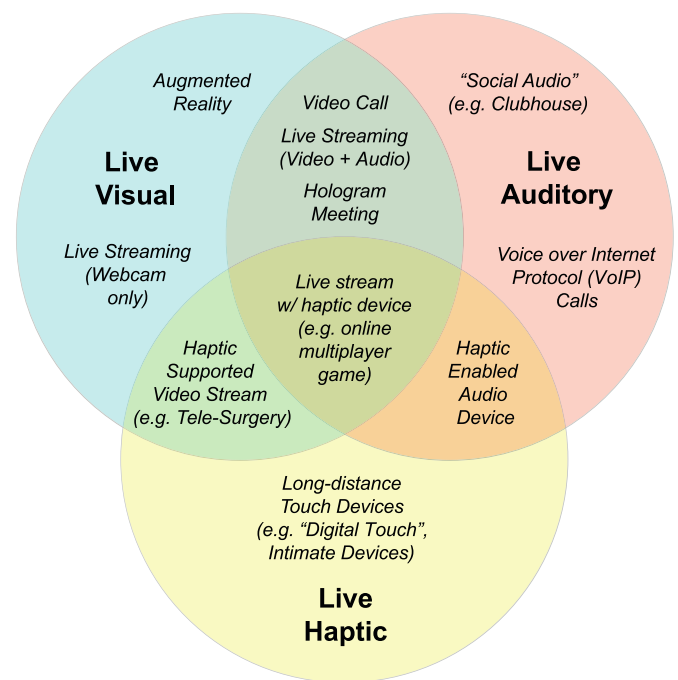 Augmented
Reality
Live
Visual
Live Streaming
(Webcam
only)
Video Call
Live Streaming
(Video + Audio)
Hologram
Meeting
“Social Audio”
(e.g. Clubhouse)
Live
Auditory
Voice over Internet
Protocol (VoIP)
Calls
Live stream
w/ haptic device
(e.g. online
multiplayer
game)
Haptic
Supported
Video Stream
(e.g. Tele-Surgery)
Haptic
Enabled
Audio
Device
Long-distance
Touch Devices
(e.g. “Digital Touch”,
Intimate Devices)
Live
Haptic